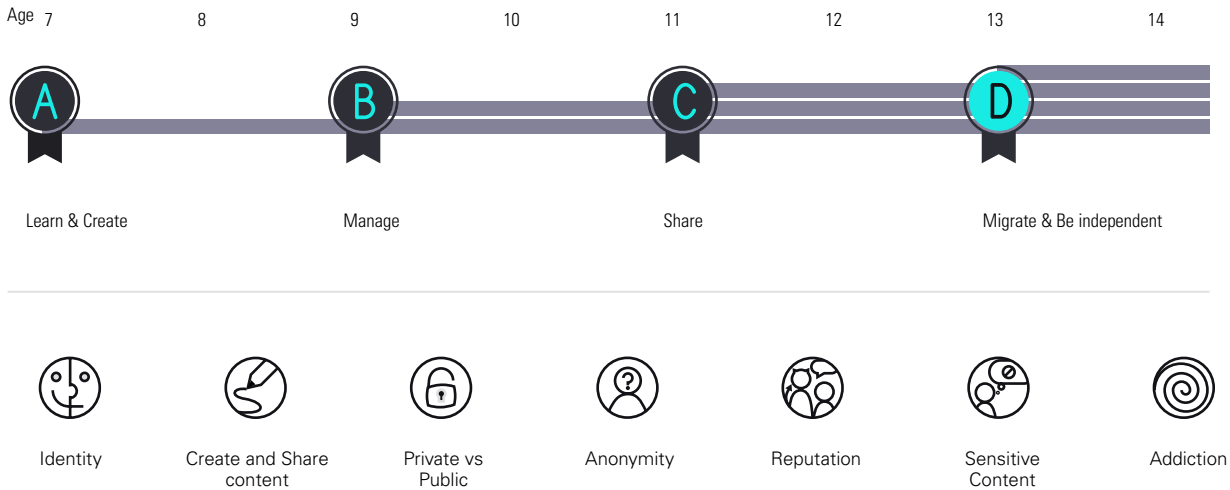 Age 7 8 9 10 11 12 13 14
A B C D
Learn & Create Manage Share Migrate & Be independent
?
Identity Create and Share Private vs Anonymity Reputation Sensitive Addiction
content Public Content